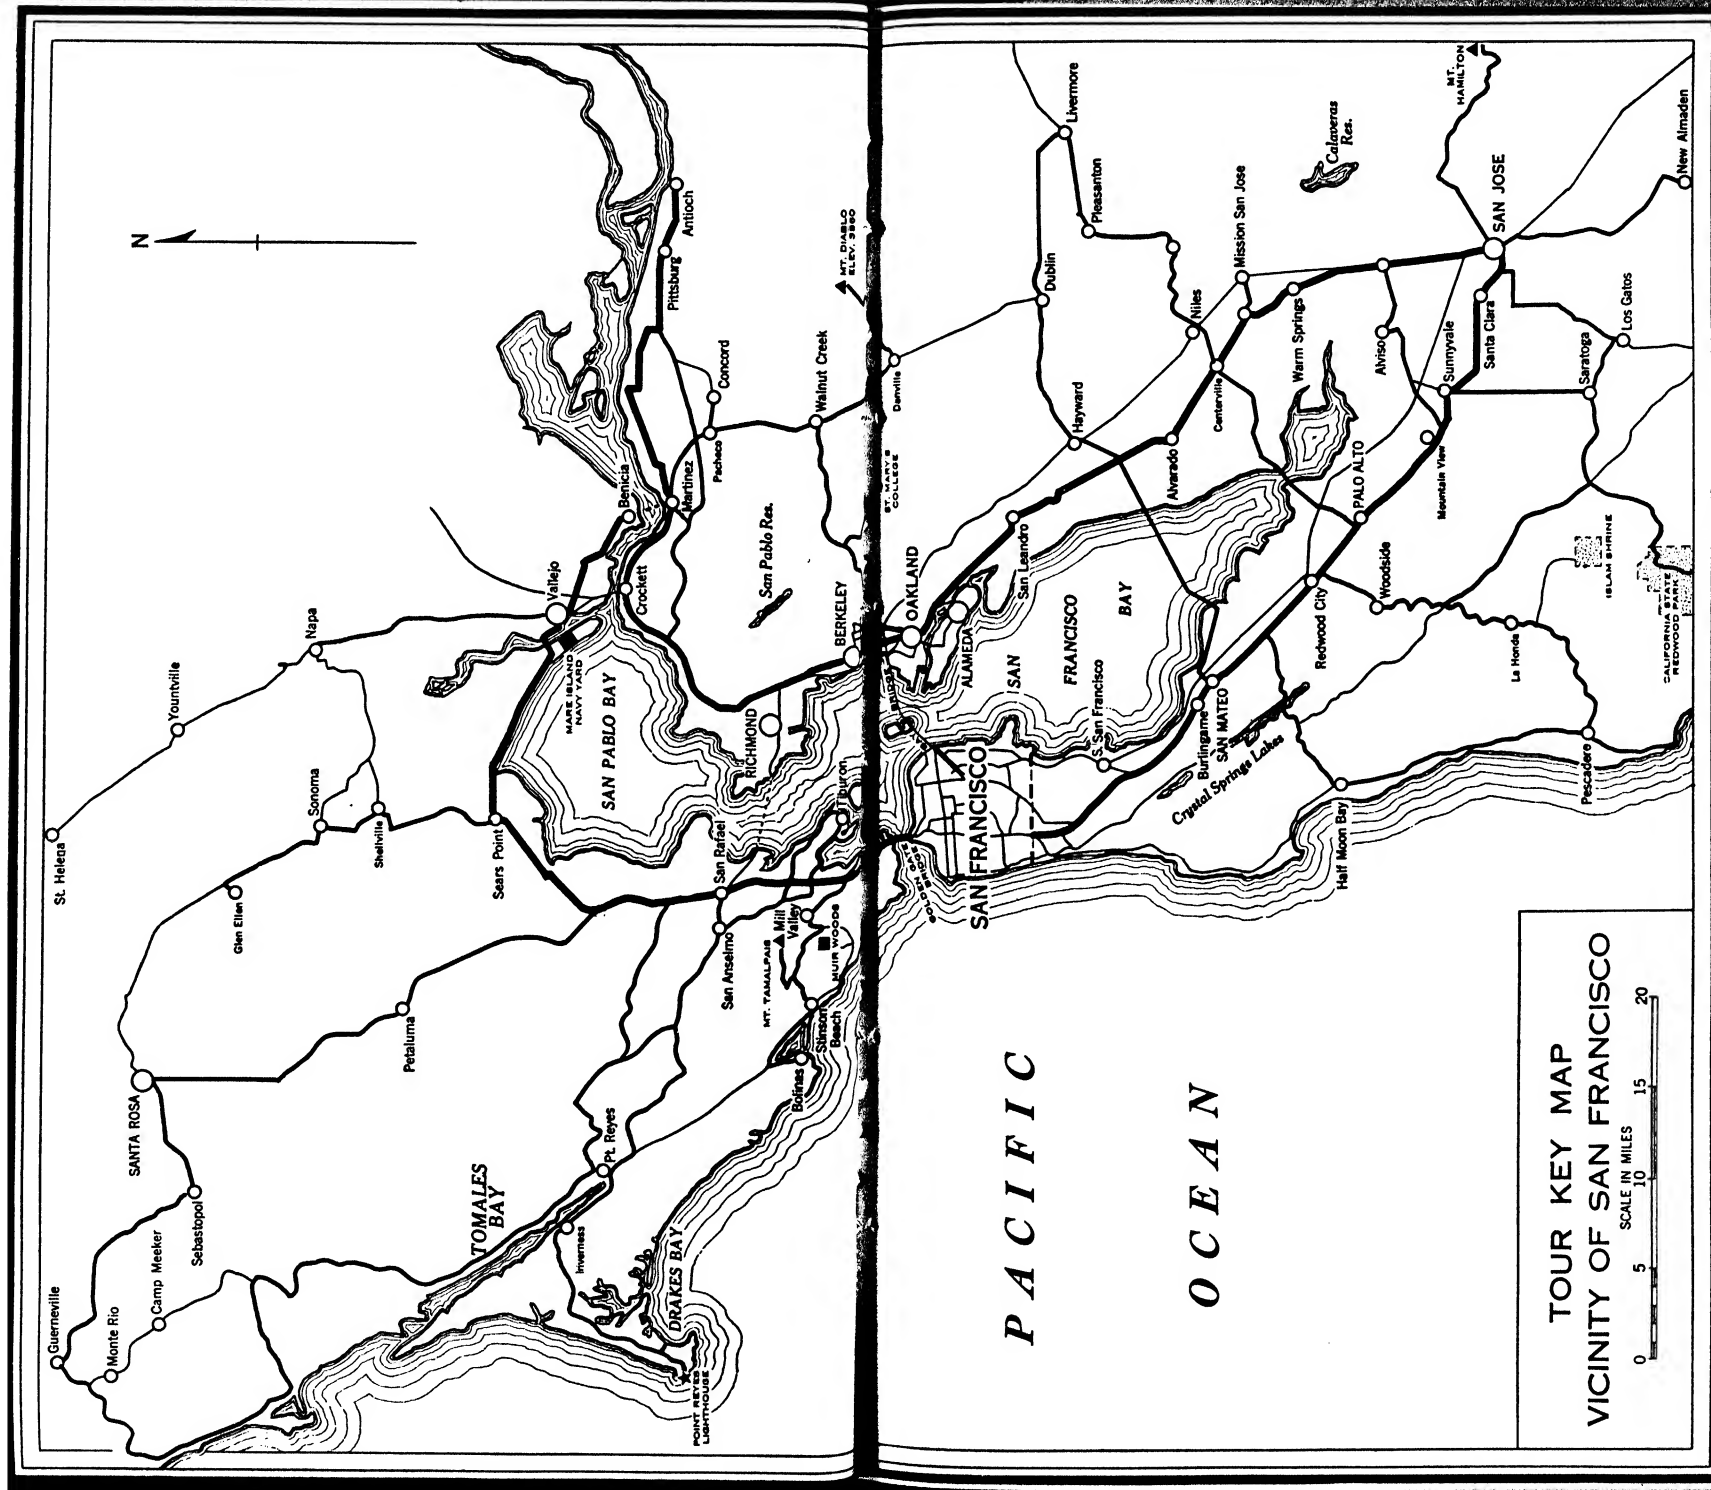 St. Helena
Guerneville
Monte Rio
Camp Meeker
Sebastopol
SANTA ROSA
Glen Ellen
Yountville
Napa
Sonoma
Shellville
Petaluma
Sears Point
N
TOMALES
BAY
Inverness
Pt. Reyes
DRAKES BAY
POINT REYES
LIGHTHOUSE
Bolinas
Stinson
Beach
MT. TAMALPAIS
Mill
Valley
MUIR WOODS
San Anselmo
San Rafael
SAN PABLO BAY
MARE ISLAND
NAVY YARD
Vallejo
Benicia
Crockett
Martinez
Pacheco
Concord
Pittsburg
Antioch
Walnut Creek
San Pablo Res.
RICHMOND
BERKELEY
MT. DIABLO
ELEV. 3860
Danville
ST. MARY'S
COLLEGE
OAKLAND
ALAMEDA
San Leandro
Hayward
Dublin
Livermore
Pleasanton
Niles
Mission San Jose
Centerville
Alvarado
Warm Springs
Calaveras
Res.
MT.
HAMILTON
SAN JOSE
Santa Clara
Alviso
Sunnyvale
Mountain View
PALO ALTO
New Almaden
Los Gatos
Saratoga
SAN
FRANCISCO
BAY
SAN FRANCISCO
GOLDEN GATE
BRIDGE
S. San Francisco
Burlingame
SAN MATEO
Crystal Springs Lakes
Redwood City
Woodside
La Honda
ISLAM SHRINE
CALIFORNIA STATE
REDWOOD PARK
Half Moon Bay
Pescadero
PACIFIC
OCEAN
TOUR KEY MAP
VICINITY OF SAN FRANCISCO
SCALE IN MILES
0 5 10 15 20